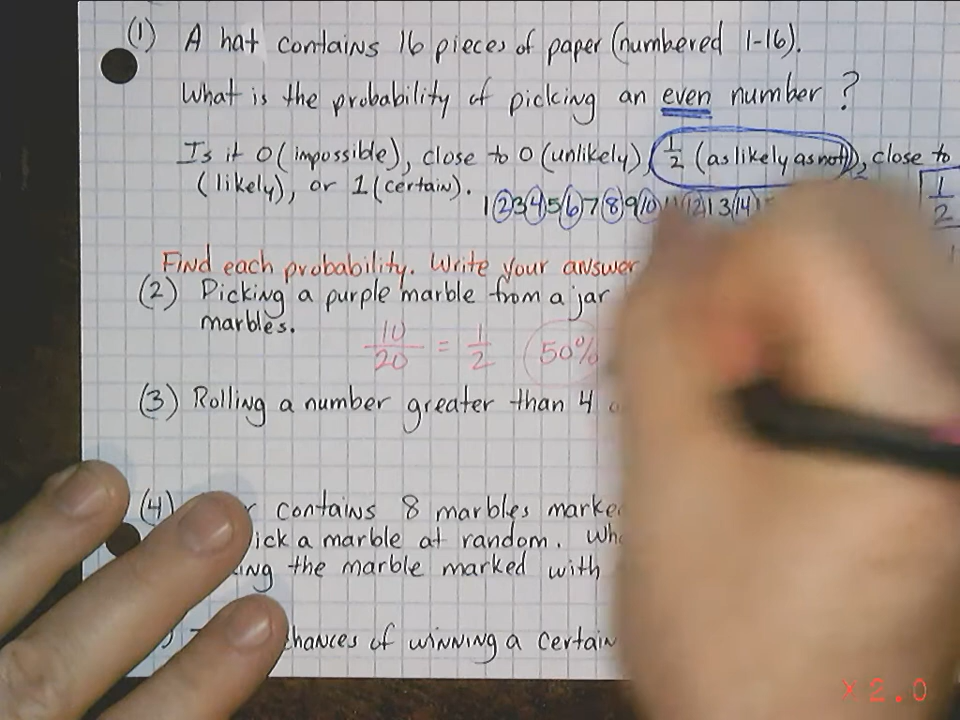 (1) A hat contains 16 pieces of paper (numbered 1-16).
What is the probability of picking an even number?
Is it 0 (impossible), close to 0 (unlikely), 1/2 (as likely as not), close to
(likely), or 1 (certain).
1 2 3 4 5 6 7 8 9 10 11 12 13 14
1/2
Find each probability. Write your answer
(2) Picking a purple marble from a jar
marbles.
10/20 = 1/2 50%
(3) Rolling a number greater than 4
(4) contains 8 marbles
ick a marble at random.
ing the marble marked with
chances of winning a certain
×2.0